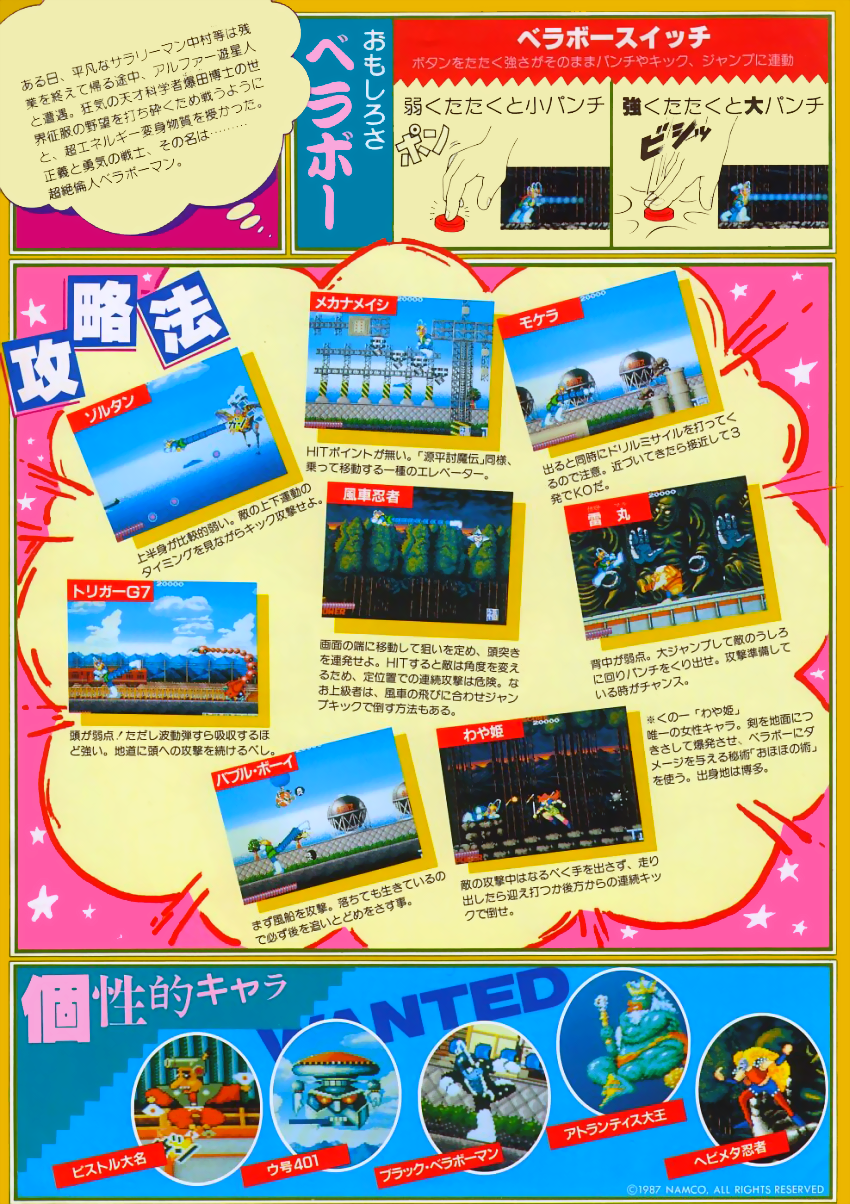 ある日、平凡なサラリーマン中村等は残
業を終えて帰る途中、アルファー遊星人
と遭遇。狂気の天才科学者爆田博士の世
界征服の野望を打ち砕くため戦うように
と、超エネルギー変身物質を授かった。
正義と勇気の戦士、その名は………
超絶倫人ベラボーマン。
おもしろさ
ベラボー
ベラボースイッチ
ボタンをたたく強さがそのままパンチやキック、ジャンプに連動
弱くたたくと小パンチ
ポン
強くたたくと大パンチ
ビシッ
攻略法
ソルタン
上半身が比較的弱い。敵の上下運動の
タイミングを見ながらキック攻撃せよ。
メカナメイシ
20000
HITポイントが無い。「源平討魔伝」同様、
乗って移動する一種のエレベーター。
モケラ
20000
出ると同時にドリルミサイルを打ってく
るので注意。近づいてきたら接近して3
発でKOだ。
風車忍者
20000
画面の端に移動して狙いを定め、頭突き
を連発せよ。HITすると敵は角度を変え
るため、定位置での連続攻撃は危険。な
お上級者は、風車の飛びに合わせジャン
プキックで倒す方法もある。
雷丸
20000
背中が弱点。大ジャンプして敵のうしろ
に回りパンチをくり出せ。攻撃準備して
いる時がチャンス。
トリガーG7
20000
頭が弱点！ただし波動弾すら吸収するほ
ど強い。地道に頭への攻撃を続けるべし。
バブル・ボーイ
まず風船を攻撃。落ちても生きているの
で必ず後を追いとどめをさす事。
わや姫
20000
敵の攻撃中はなるべく手を出さず、走り
出したら迎え打つか後方からの連続キッ
クで倒せ。
※くの一「わや姫」
唯一の女性キャラ。剣を地面につ
きさして爆発させ、ベラボーにダ
メージを与える秘術「おほほの術」
を使う。出身地は博多。
個性的キャラ
WANTED
ピストル大名
ウ号401
ブラック・ベラボーマン
アトランティス大王
ヘビメタ忍者
©1987 NAMCO, ALL RIGHTS RESERVED